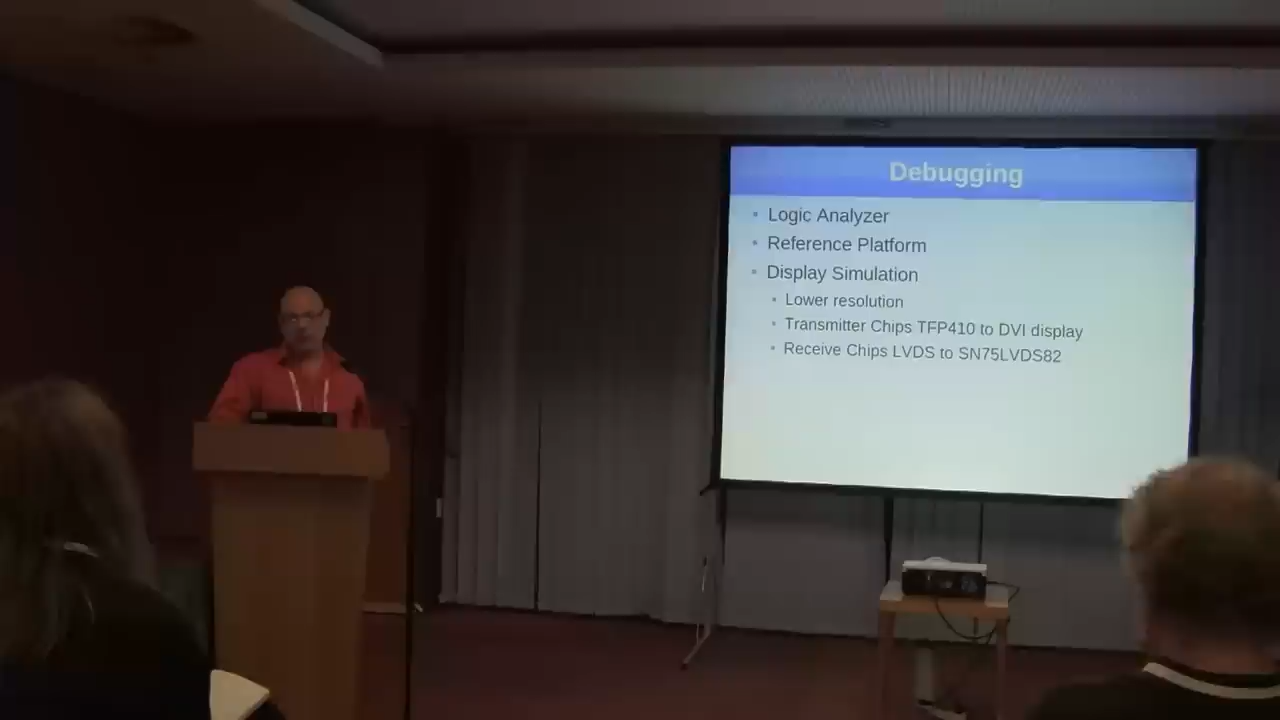 Debugging
Logic Analyzer
Reference Platform
Display Simulation
Lower resolution
Transmitter Chips TFP410 to DVI display
Receive Chips LVDS to SN75LVDS82